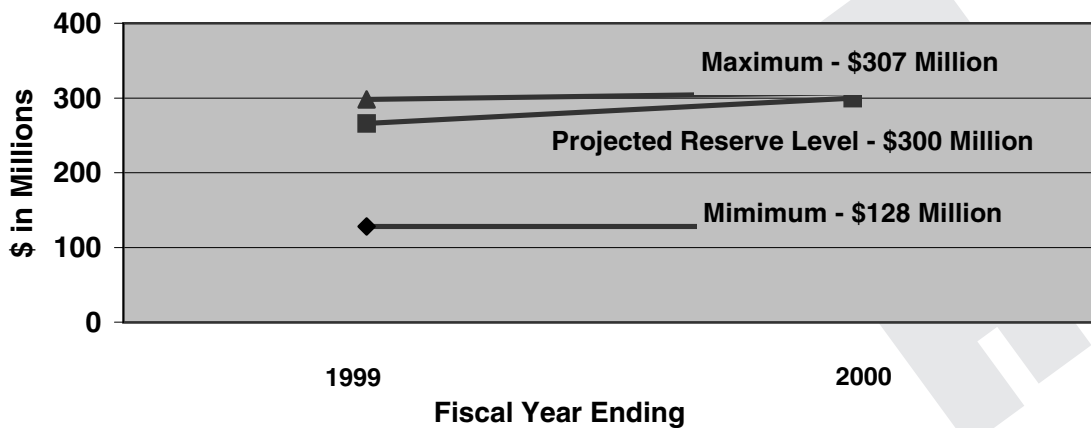 400
Maximum - $307 Million
300
Projected Reserve Level - $300 Million
200
Mimimum - $128 Million
100
0
$ in Millions
1999 2000
Fiscal Year Ending